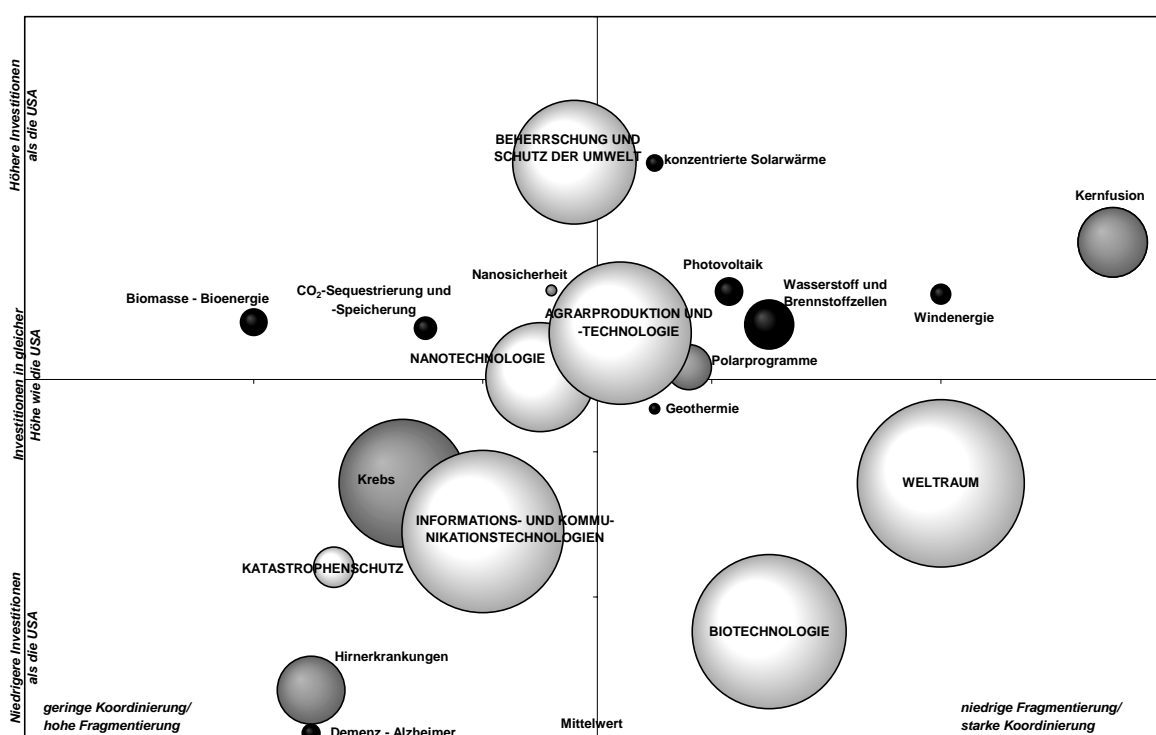 Höhere Investitionen
als die USA
BEHERRSCHUNG UND
SCHUTZ DER UMWELT
konzentrierte Solarwärme
Kernfusion
Nanosicherheit
Photovoltaik
Wasserstoff und
Brennstoffzellen
Biomasse - Bioenergie
CO₂-Sequestrierung und
-Speicherung
AGRARPRODUKTION UND
-TECHNOLOGIE
Windenergie
NANOTECHNOLOGIE
Polarprogramme
Investitionen in gleicher
Höhe wie die USA
Geothermie
Krebs
WELTRAUM
INFORMATIONS- UND KOMMU-
NIKATIONSTECHNOLOGIEN
KATASTROPHENSCHUTZ
BIOTECHNOLOGIE
Niedrigere Investitionen
als die USA
Hirnerkrankungen
geringe Koordinierung/
hohe Fragmentierung
Demenz - Alzheimer
Mittelwert
niedrige Fragmentierung/
starke Koordinierung